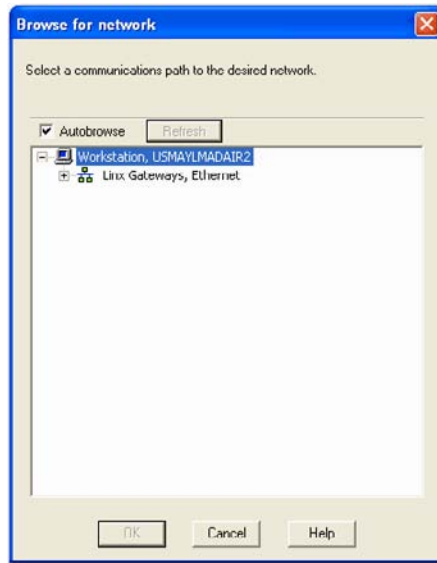 Browse for network
Select a communications path to the desired network.
Autobrowse Refresh
Workstation, USMAYLMADAIR2
Linx Gateways, Ethernet
OK Cancel Help